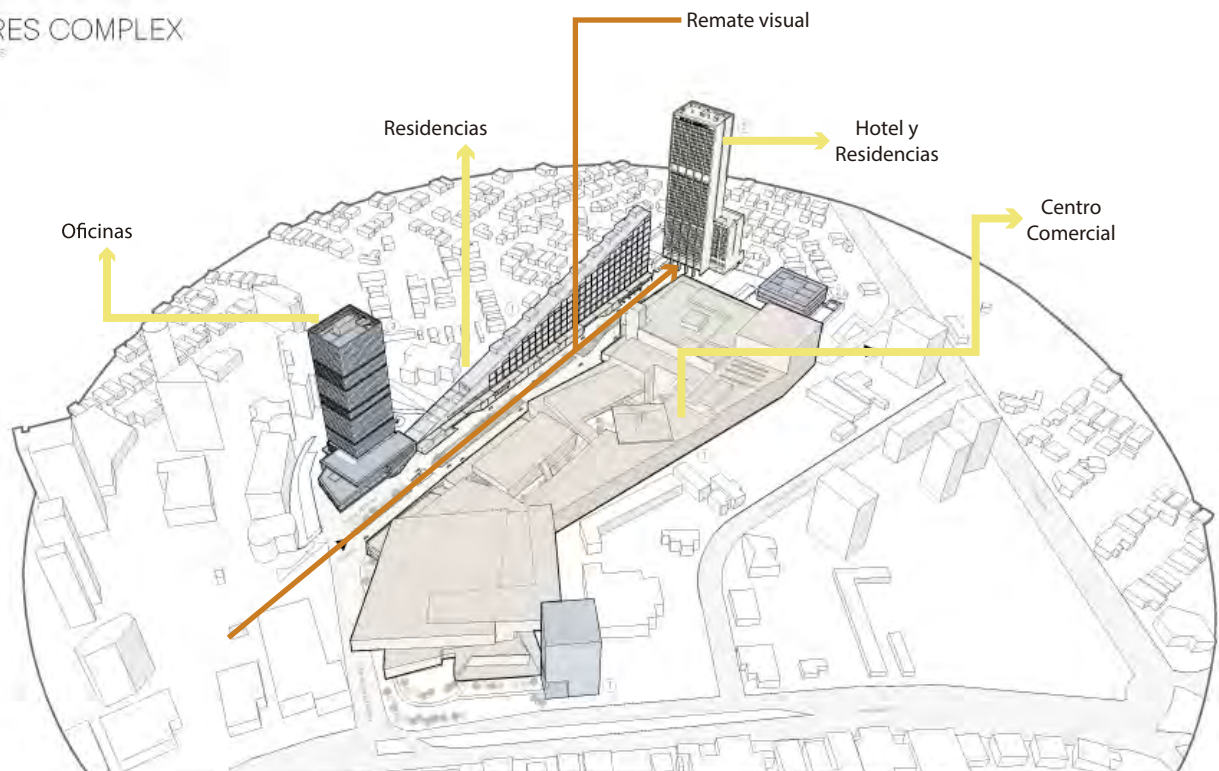 RES COMPLEX
Remate visual
Residencias
Hotel y
Residencias
Centro
Comercial
Oficinas